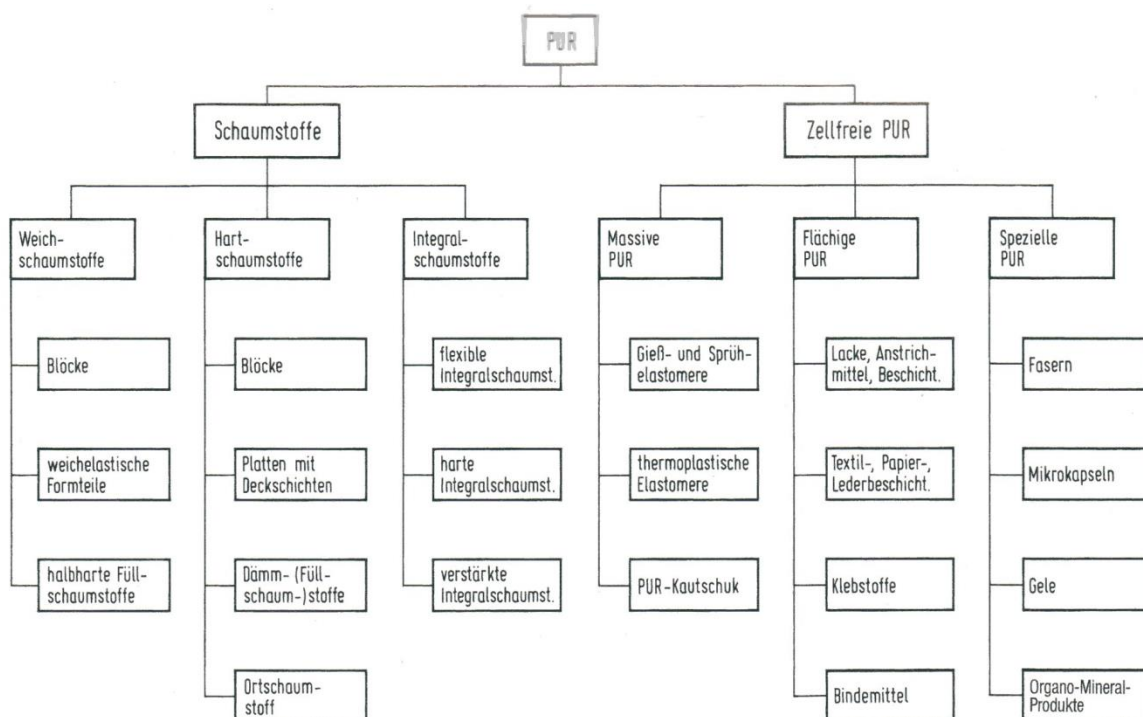 PUR
Schaumstoffe
Zellfreie PUR
Weich-
schaumstoffe
Hart-
schaumstoffe
Integral-
schaumstoffe
Massive
PUR
Flächige
PUR
Spezielle
PUR
Blöcke
Blöcke
flexible
Integralschaumst.
Gieß- und Sprüh-
elastomere
Lacke, Anstrich-
mittel, Beschicht.
Fasern
weichelastische
Formteile
Platten mit
Deckschichten
harte
Integralschaumst.
thermoplastische
Elastomere
Textil-, Papier-,
Lederbeschicht.
Mikrokapseln
halbharte Füll-
schaumstoffe
Dämm- (Füll-
schaum-)stoffe
verstärkte
Integralschaumst.
PUR-Kautschuk
Klebstoffe
Gele
Ortschaum-
stoff
Bindemittel
Organo-Mineral-
Produkte